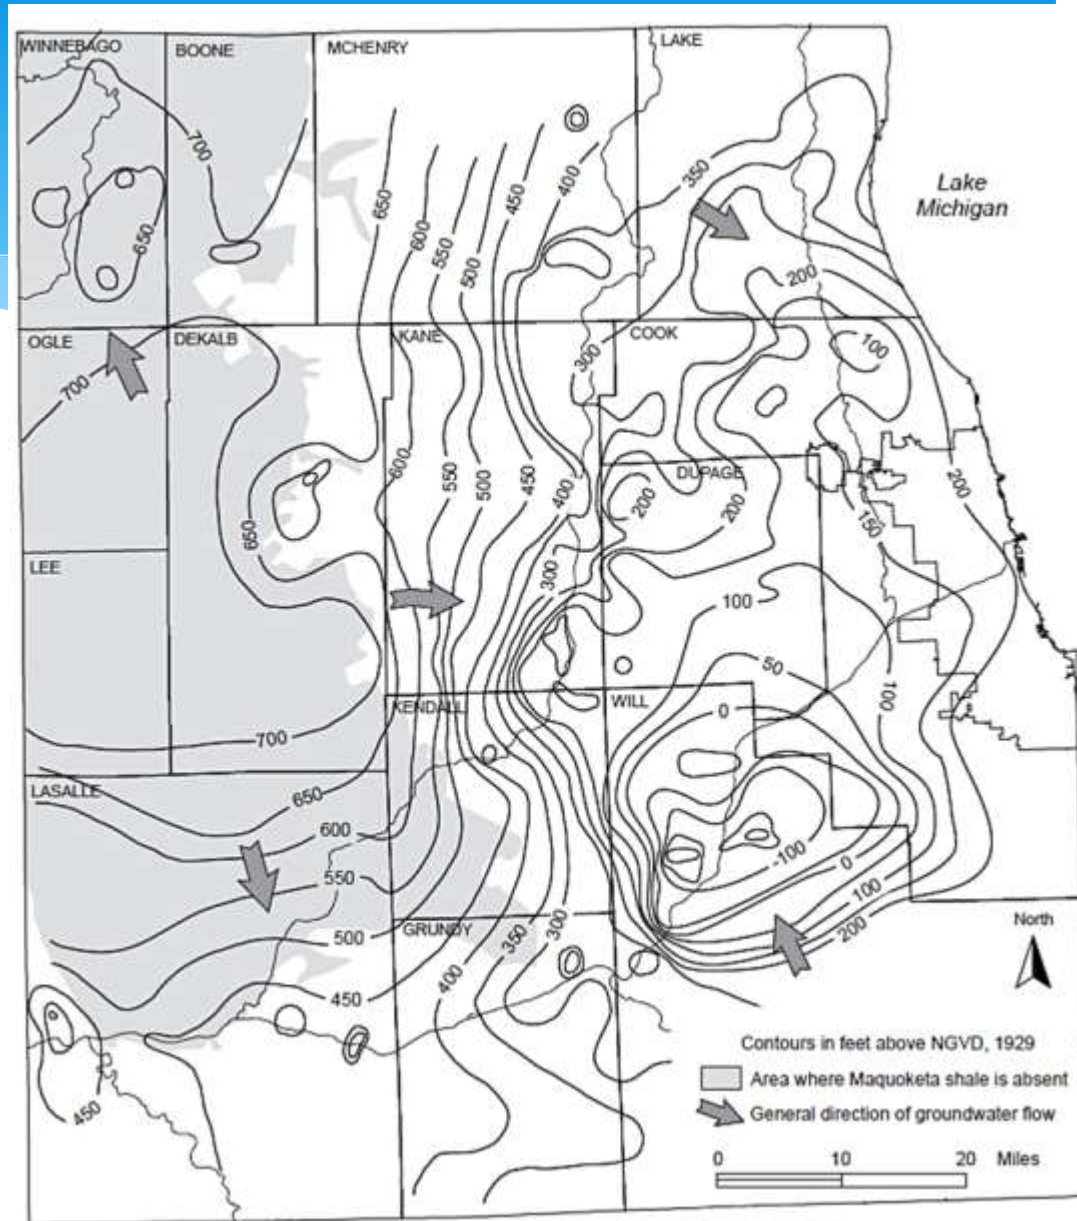 WINNEBAGO
BOONE
MCHENRY
LAKE
700
650
600
550
500
450
400
350
650
Lake
Michigan
200
OGLE
DEKALB
KANE
COOK
700
300
100
600
550
500
450
400
DUPAGE
200
200
200
150
650
LEE
300
100
50
100
KENDALL
WILL
0
700
LASALLE
650
600
550
-100
0
100
200
500
GRUNDY
300
350
400
450
450
North
Contours in feet above NGVD, 1929
Area where Maquoketa shale is absent
General direction of groundwater flow
0 10 20 Miles